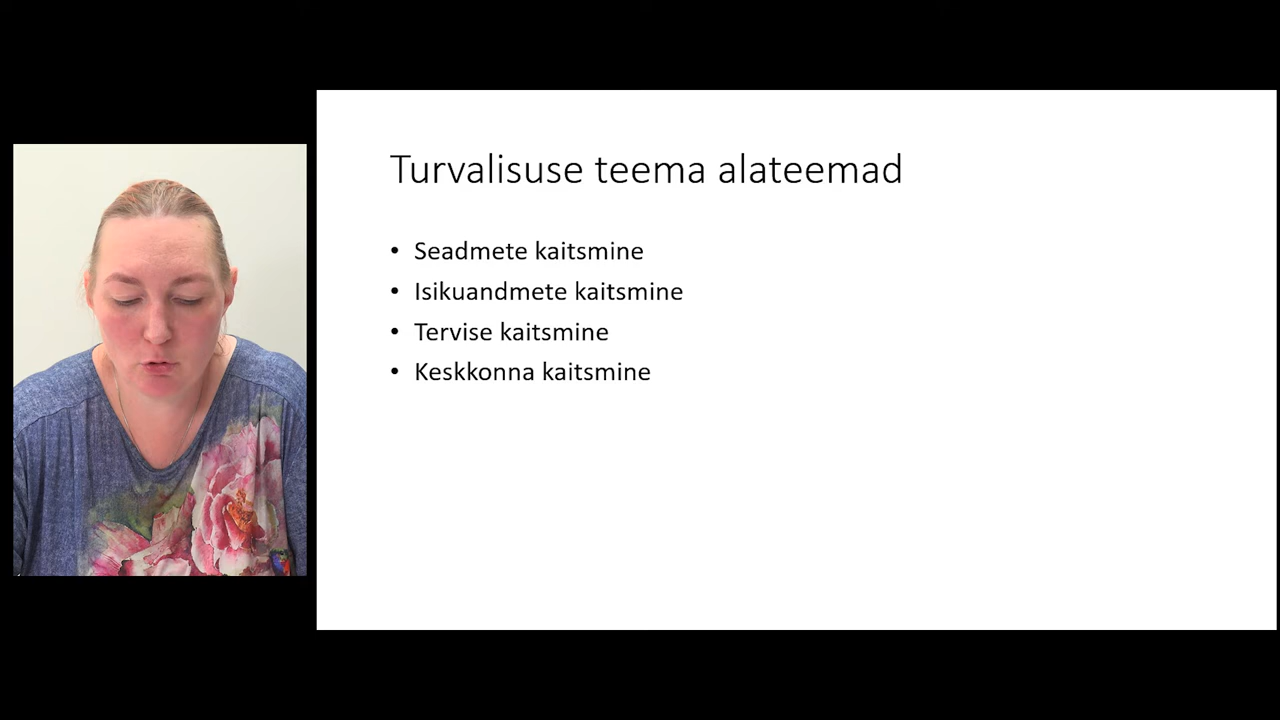 Turvalisuse teema alateemad
• Seadmete kaitsmine
• Isikuandmete kaitsmine
• Tervise kaitsmine
• Keskkonna kaitsmine